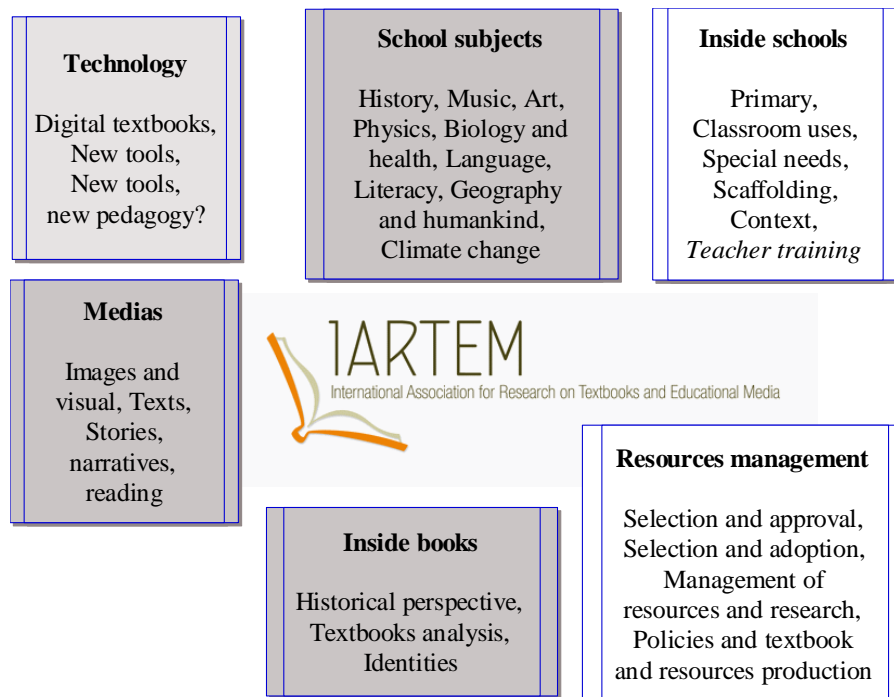 Technology
Digital textbooks,
New tools,
New tools,
new pedagogy?
School subjects
History, Music, Art,
Physics, Biology and
health, Language,
Literacy, Geography
and humankind,
Climate change
Inside schools
Primary,
Classroom uses,
Special needs,
Scaffolding,
Context,
Teacher training
Medias
Images and
visual, Texts,
Stories,
narratives,
reading
IARTEM
International Association for Research on Textbooks and Educational Media
Inside books
Historical perspective,
Textbooks analysis,
Identities
Resources management
Selection and approval,
Selection and adoption,
Management of
resources and research,
Policies and textbook
and resources production